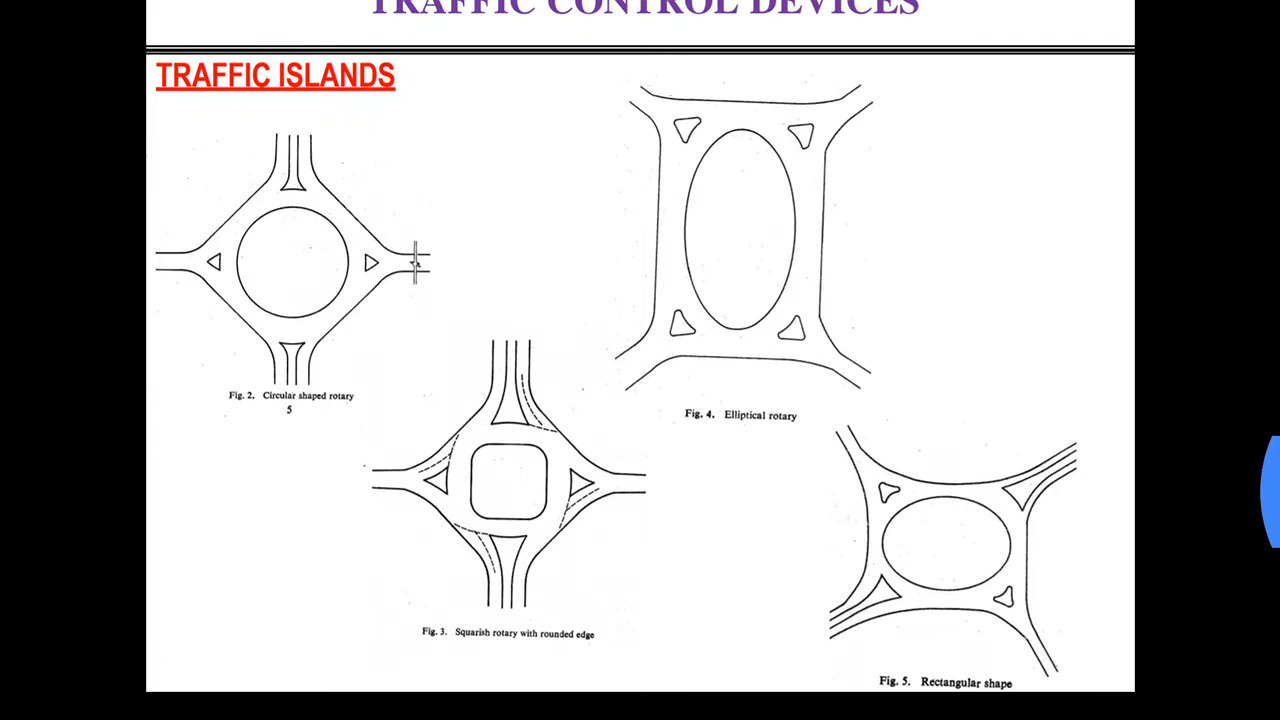 TRAFFIC CONTROL DEVICES
TRAFFIC ISLANDS
Fig. 2. Circular shaped rotary
5
Fig. 4. Elliptical rotary
Fig. 3. Squarish rotary with rounded edge
Fig. 5. Rectangular shape